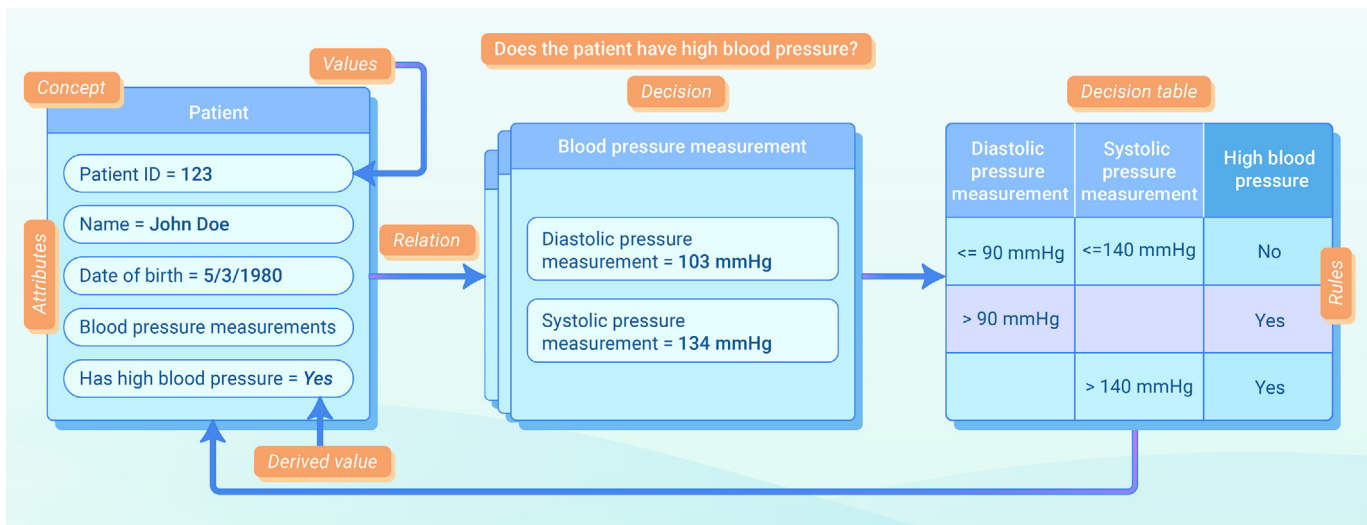 Does the patient have high blood pressure?
Values
Concept
Decision
Decision table
Patient
Patient ID = 123
Name = John Doe
Date of birth = 5/3/1980
Blood pressure measurements
Has high blood pressure = Yes
Attributes
Derived value
Relation
Blood pressure measurement
Diastolic pressure
measurement = 103 mmHg
Systolic pressure
measurement = 134 mmHg
Diastolic
pressure
measurement
Systolic
pressure
measurement
High blood
pressure
<= 90 mmHg
<=140 mmHg
No
> 90 mmHg
Yes
> 140 mmHg
Yes
Rules